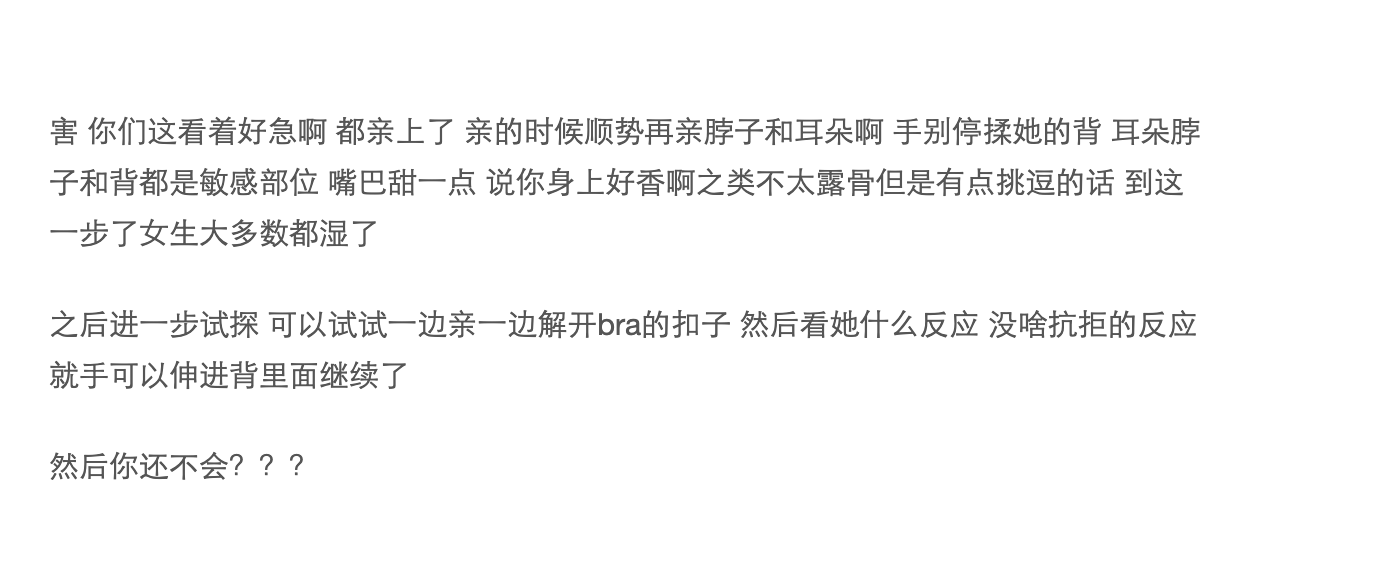 害 你们这看着好急啊 都亲上了 亲的时候顺势再亲脖子和耳朵啊 手别停揉她的背 耳朵脖
子和背都是敏感部位 嘴巴甜一点 说你身上好香啊之类不太露骨但是有点挑逗的话 到这
一步了女生大多数都湿了
之后进一步试探 可以试试一边亲一边解开bra的扣子 然后看她什么反应 没啥抗拒的反应
就手可以伸进背里面继续了
然后你还不会？？？